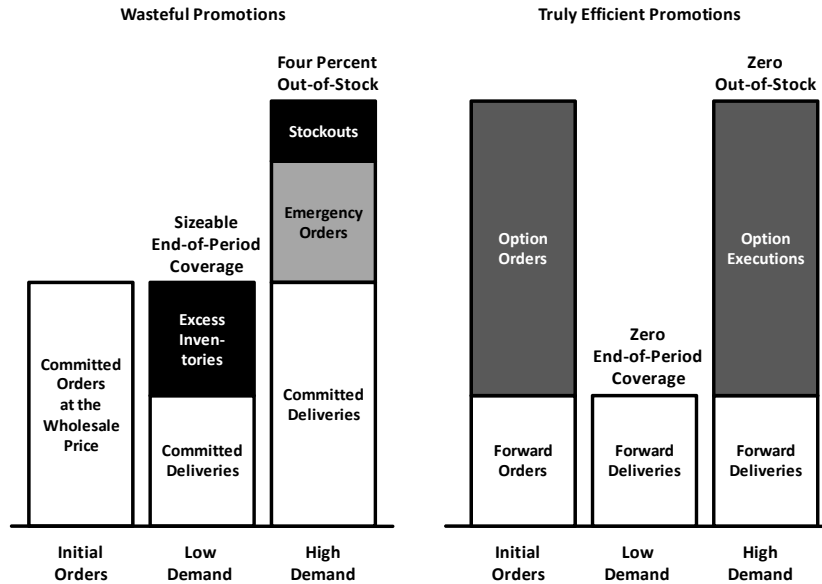 Wasteful Promotions
Four Percent
Out-of-Stock
Stockouts
Emergency
Orders
Sizeable
End-of-Period
Coverage
Excess
Inven-
tories
Committed
Orders
at the
Wholesale
Price
Committed
Deliveries
Committed
Deliveries
Initial
Orders
Low
Demand
High
Demand
Truly Efficient Promotions
Zero
Out-of-Stock
Option
Orders
Option
Executions
Zero
End-of-Period
Coverage
Forward
Orders
Forward
Deliveries
Forward
Deliveries
Initial
Orders
Low
Demand
High
Demand